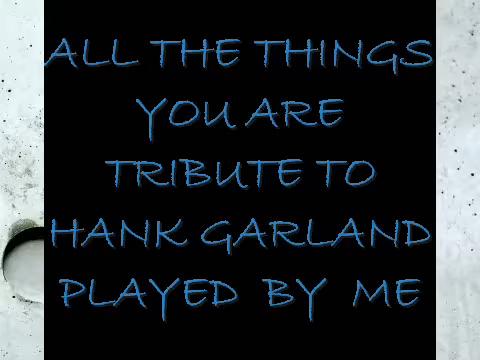 ALL THE THINGS
YOU ARE
TRIBUTE TO
HANK GARLAND
PLAYED BY ME